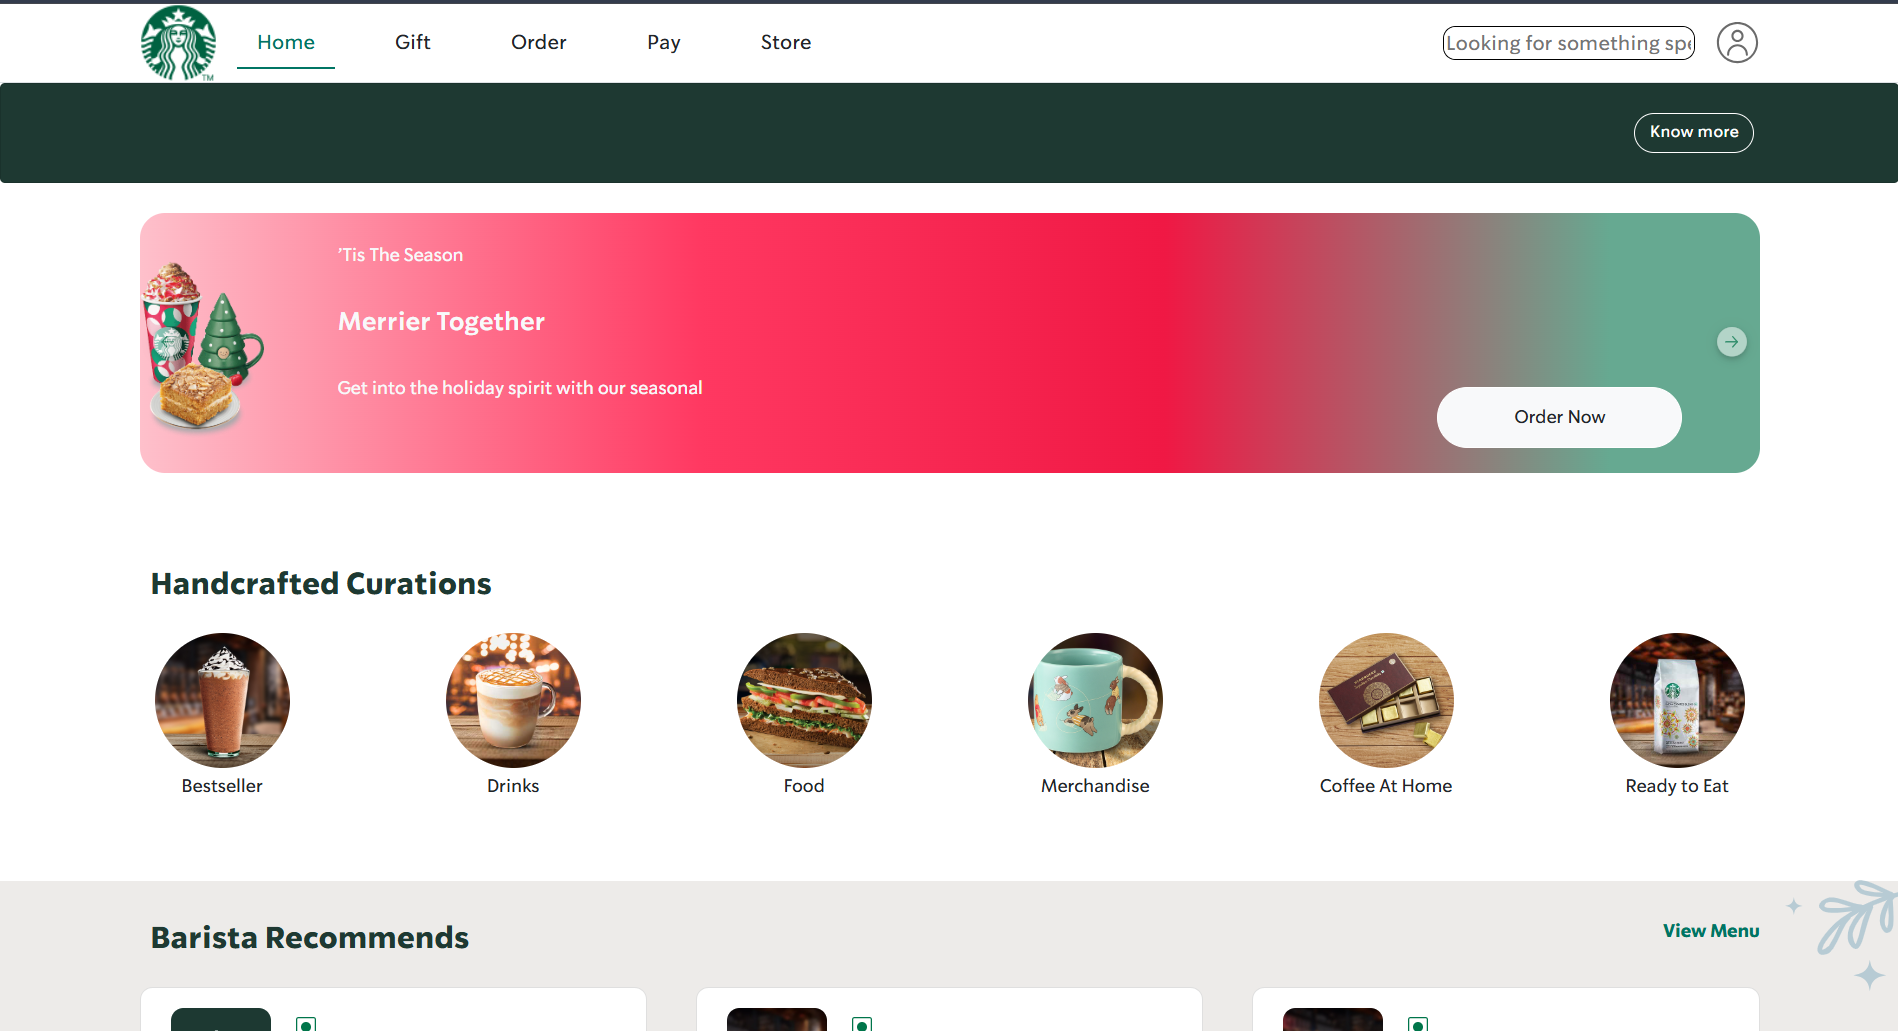 Home
Gift
Order
Pay
Store
Looking for something spe
TM
Know more
’Tis The Season
Merrier Together
Get into the holiday spirit with our seasonal
Order Now
Handcrafted Curations
Bestseller
Drinks
Food
Merchandise
Coffee At Home
Ready to Eat
Barista Recommends
View Menu